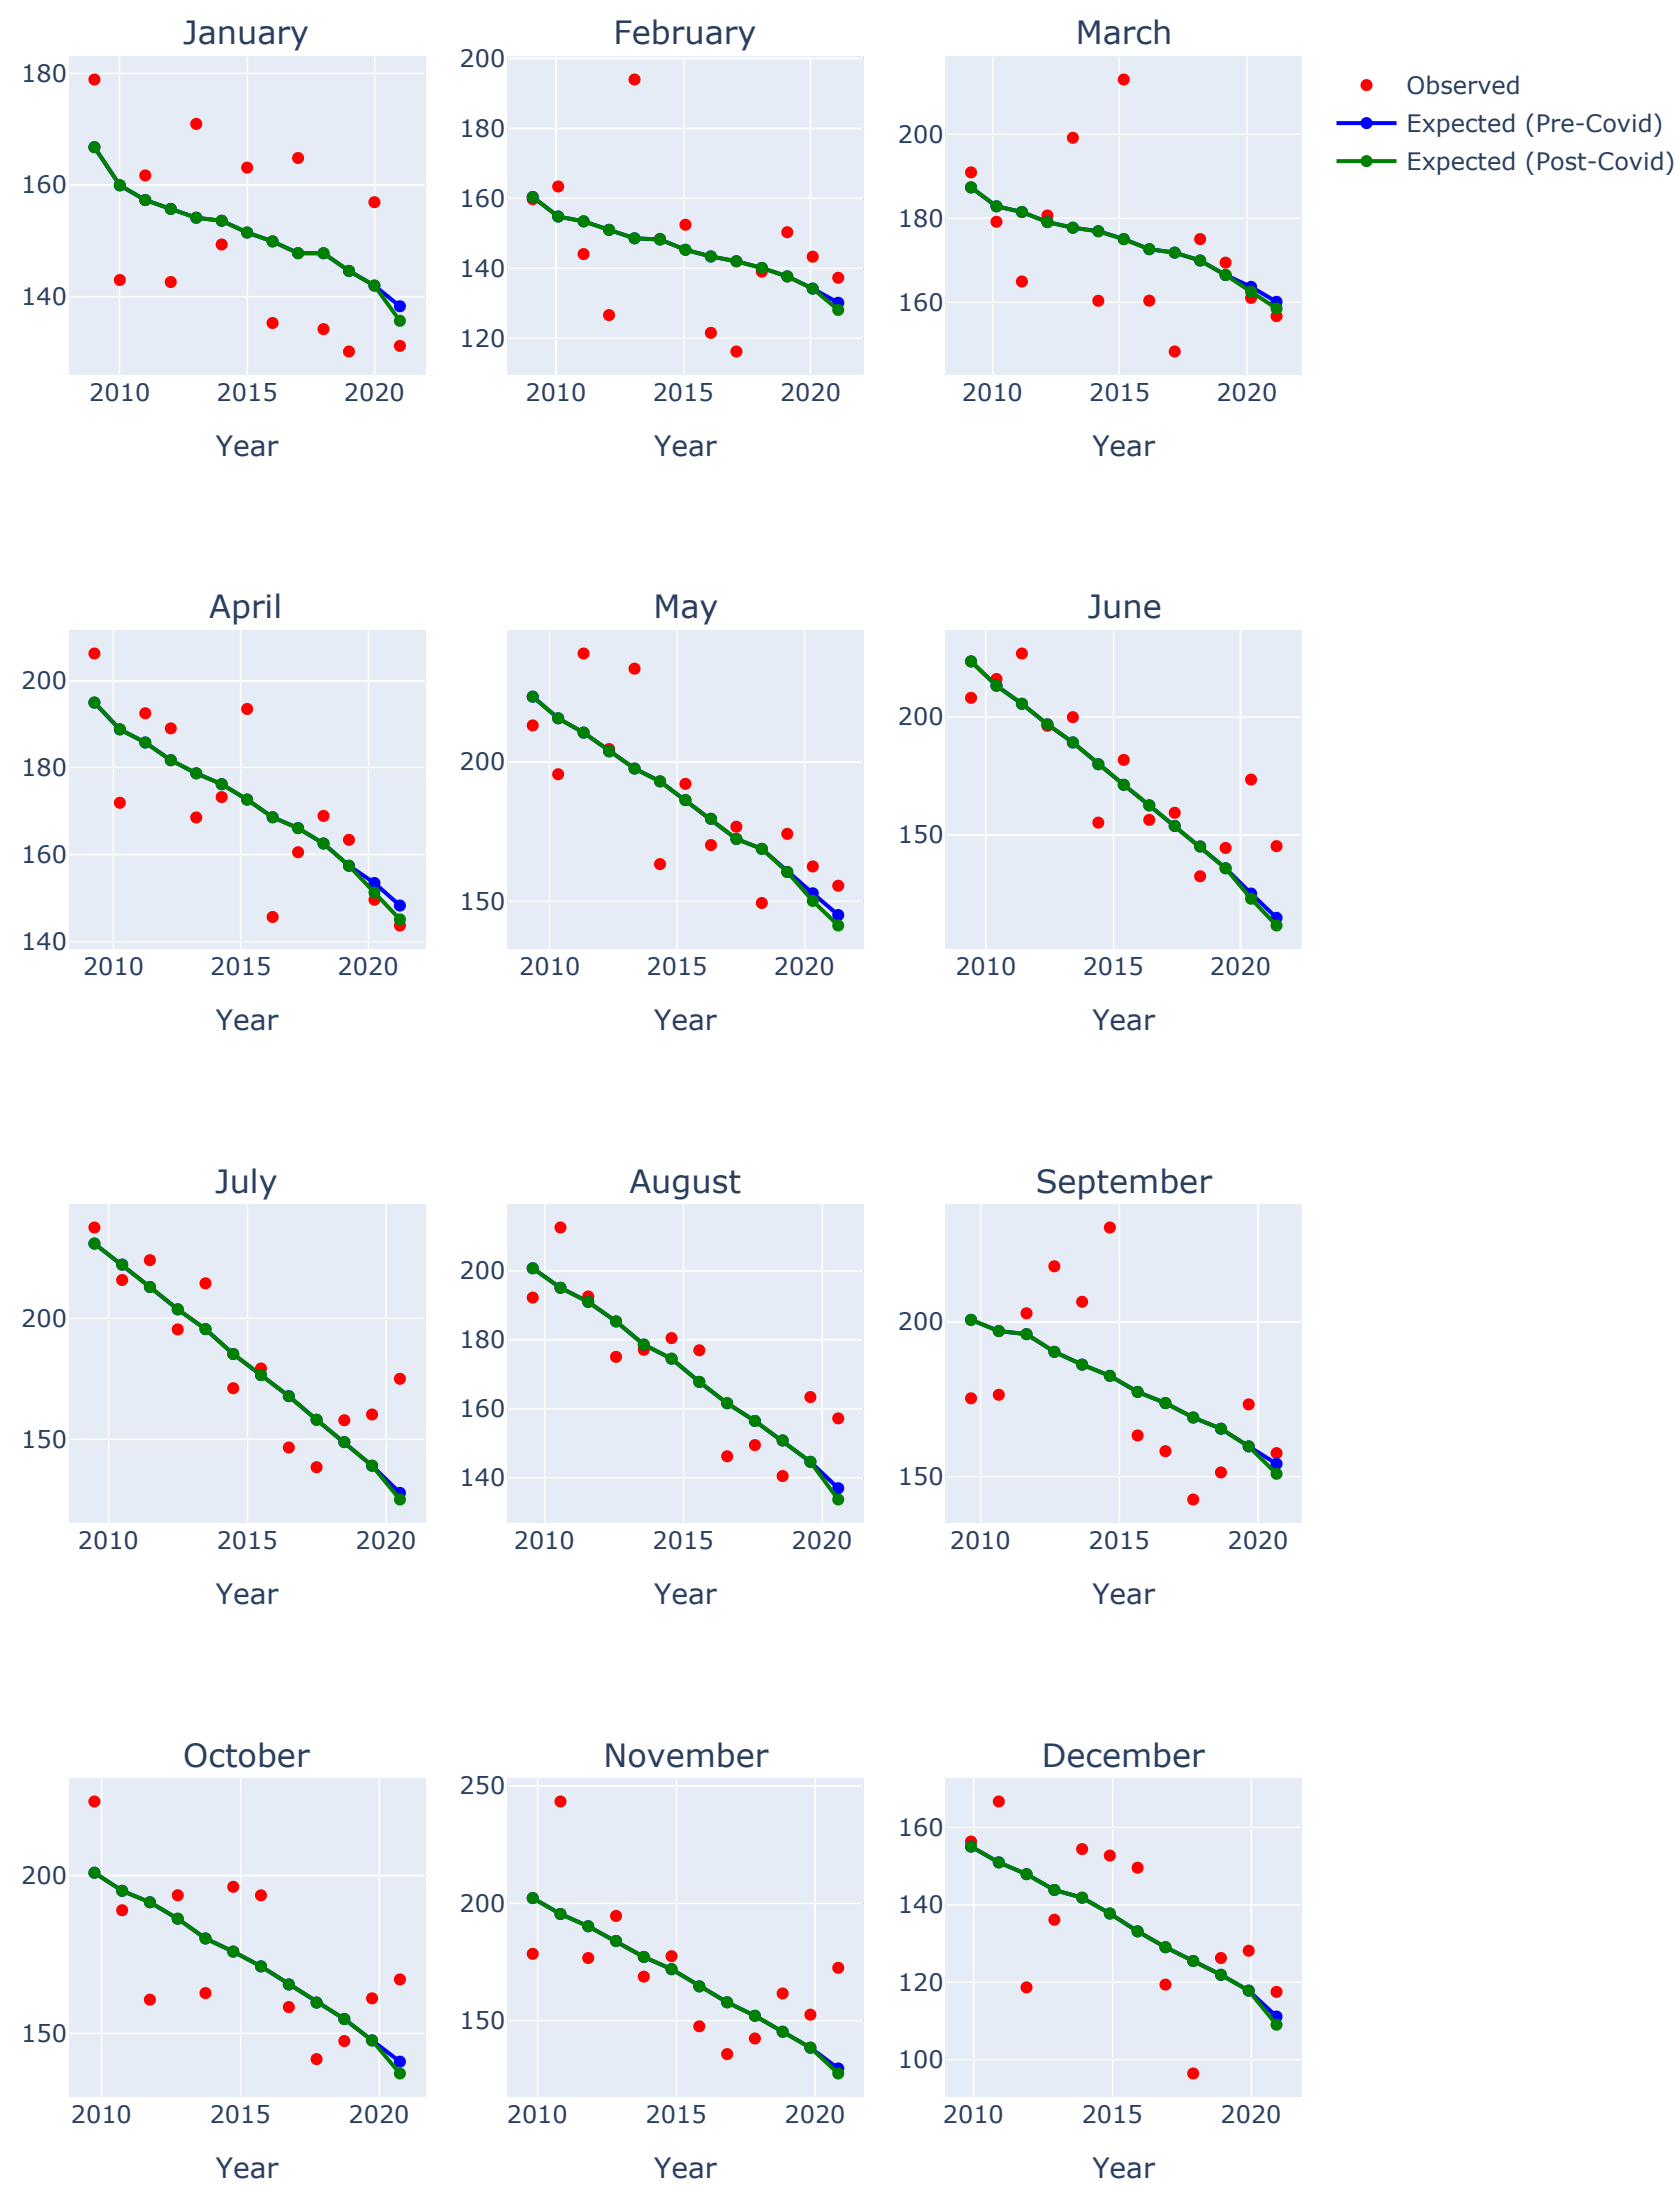 January
February
March
180
160
140
2010
2015
2020
Year
200
180
160
140
120
2010
2015
2020
Year
200
180
160
2010
2015
2020
Year
Observed
Expected (Pre-Covid)
Expected (Post-Covid)
April
May
June
200
180
160
140
2010
2015
2020
Year
200
150
2010
2015
2020
Year
200
150
2010
2015
2020
Year
July
August
September
200
150
2010
2015
2020
Year
200
180
160
140
2010
2015
2020
Year
200
150
2010
2015
2020
Year
October
November
December
200
150
2010
2015
2020
Year
250
200
150
2010
2015
2020
Year
160
140
120
100
2010
2015
2020
Year